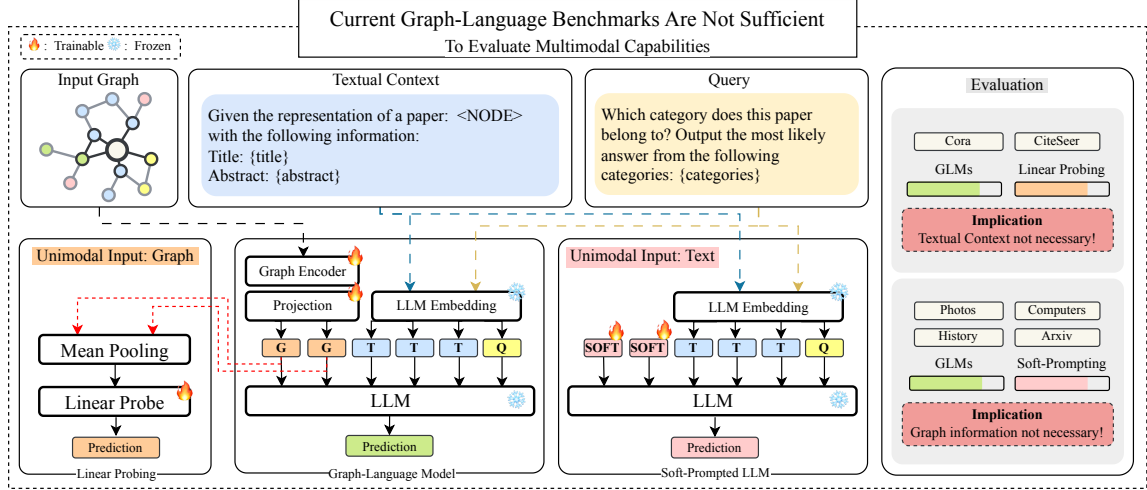 Current Graph-Language Benchmarks Are Not Sufficient
To Evaluate Multimodal Capabilities
: Trainable : Frozen
Input Graph
Textual Context
Given the representation of a paper: <NODE>
with the following information:
Title: {title}
Abstract: {abstract}
Query
Which category does this paper
belong to? Output the most likely
answer from the following
categories: {categories}
Unimodal Input: Graph
Mean Pooling
Linear Probe
Prediction
Linear Probing
Graph Encoder
Projection
LLM Embedding
G G T T T Q
LLM
Prediction
Graph-Language Model
Unimodal Input: Text
LLM Embedding
SOFT SOFT T T T Q
LLM
Prediction
Soft-Prompted LLM
Evaluation
Cora CiteSeer
GLMs Linear Probing
Implication
Textual Context not necessary!
Photos Computers
History Arxiv
GLMs Soft-Prompting
Implication
Graph information not necessary!